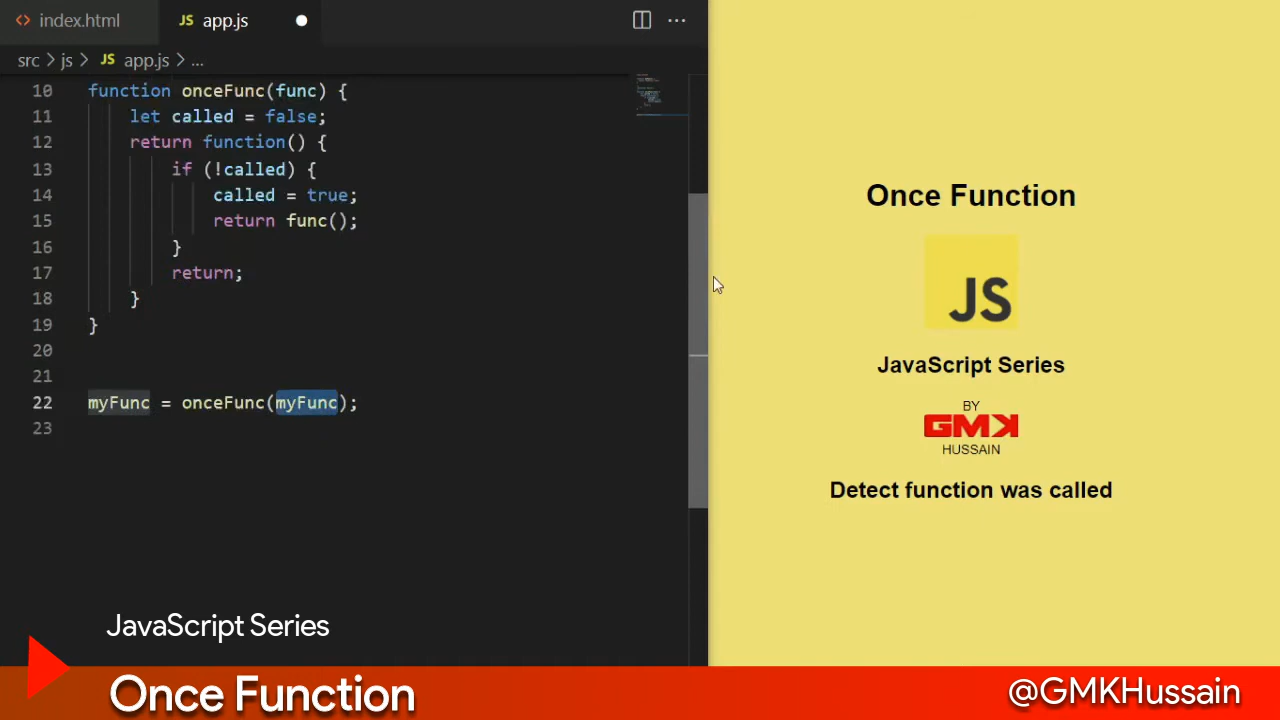 index.html
JS app.js
src > js > JS app.js > ...
10 function onceFunc(func) {
11 let called = false;
12 return function() {
13 if (!called) {
14 called = true;
15 return func();
16 }
17 return;
18 }
19 }
20
21
22 myFunc = onceFunc(myFunc);
23
Once Function
JS
JavaScript Series
BY
GMK
HUSSAIN
Detect function was called
JavaScript Series
Once Function
@GMKHussain